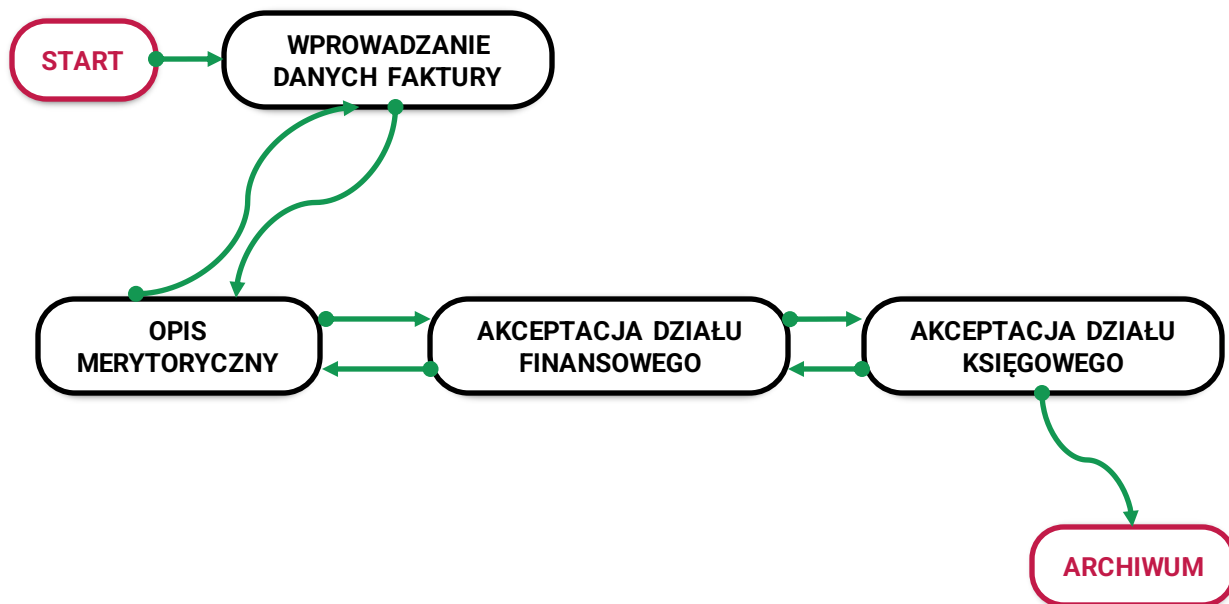 START
WPROWADZANIE
DANYCH FAKTURY
OPIS
MERYTORYCZNY
AKCEPTACJA DZIAŁU
FINANSOWEGO
AKCEPTACJA DZIAŁU
KSIĘGOWEGO
ARCHIWUM